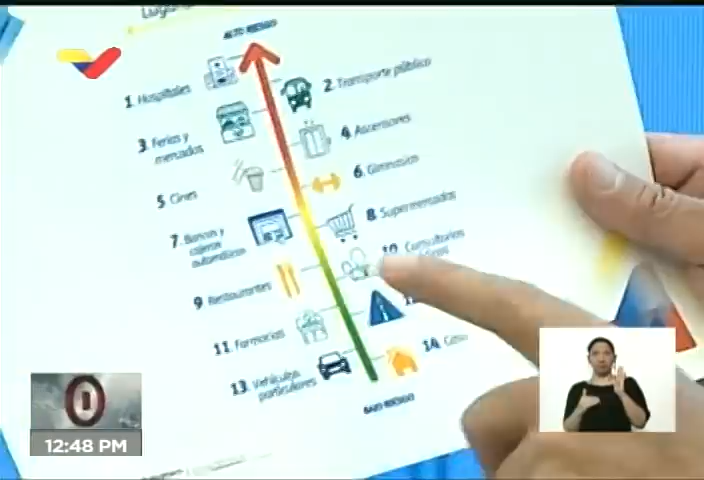 ALTO RIESGO
1. Hospitales
2. Transporte público
3. Ferias y
mercados
4. Ascensores
5. Cines
6. Gimnasios
7. Bancos y
cajeros
automáticos
8. Supermercados
9. Restaurantes
10. Consultorios
11. Farmacias
13. Vehículos
particulares
14. Casa
BAJO RIESGO
12:48 PM